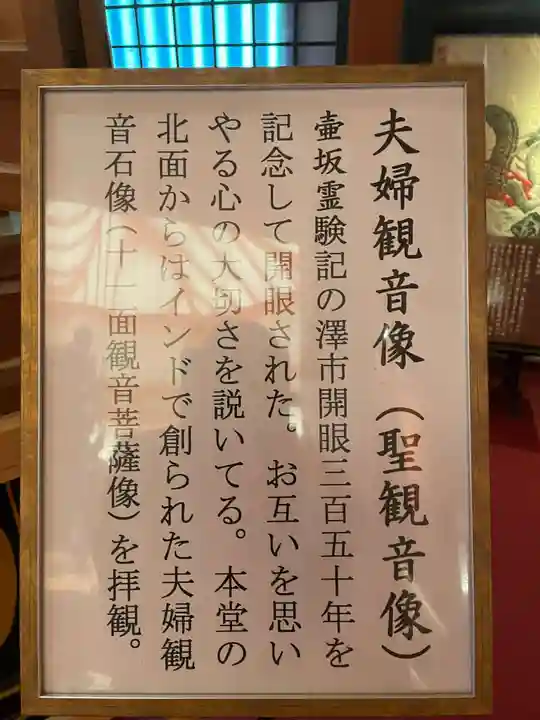 夫婦観音像（聖観音像）
壷坂霊験記の澤市開眼三百五十年を
記念して開眼された。お互いを思い
やる心の大切さを説いてる。本堂の
北面からはインドで創られた夫婦観
音石像（十一面観音菩薩像）を拝観。